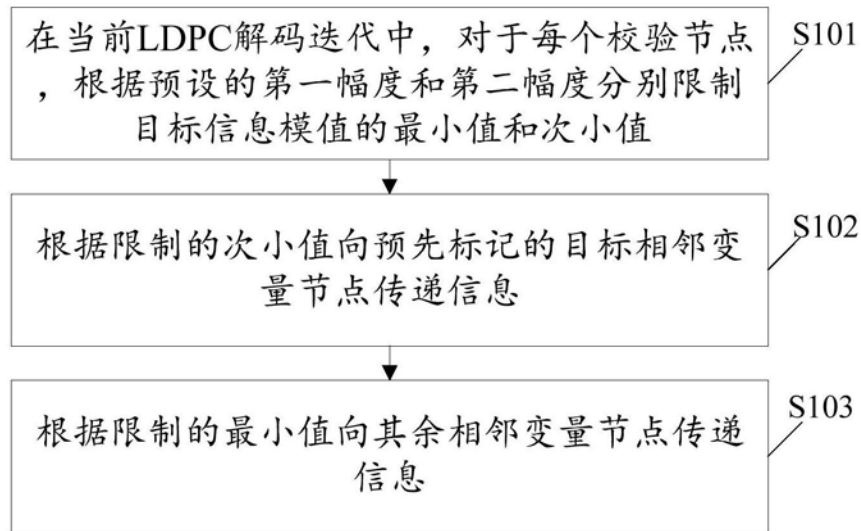 在当前LDPC解码迭代中，对于每个校验节点
，根据预设的第一幅度和第二幅度分别限制
目标信息模值的最小值和次小值
S101
根据限制的次小值向预先标记的目标相邻变
量节点传递信息
S102
根据限制的最小值向其余相邻变量节点传递
信息
S103